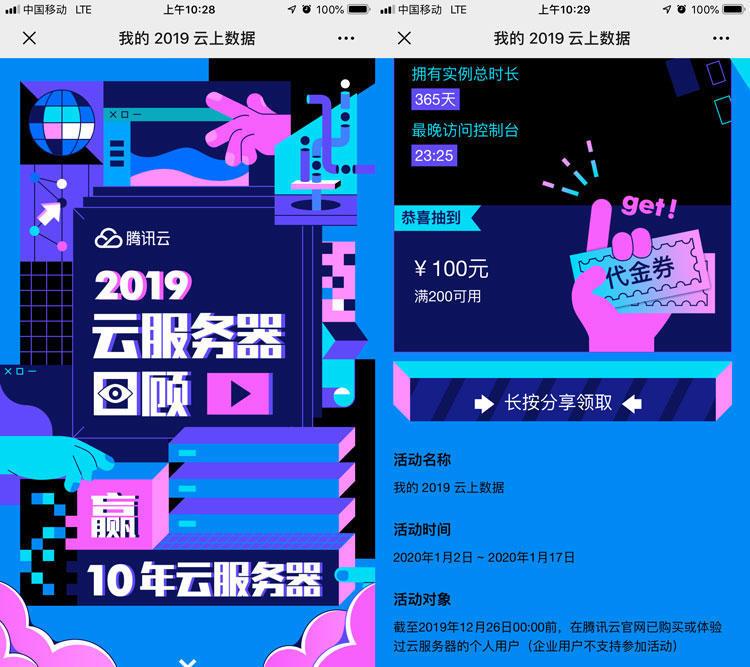 中国移动 LTE 上午10:28 100%
我的 2019 云上数据
腾讯云
2019
云服务器
回顾
赢
10年云服务器
中国移动 LTE 上午10:29 100%
我的 2019 云上数据
拥有实例总时长
365天
最晚访问控制台
23:25
get!
恭喜抽到
代金券
￥100元
满200可用
长按分享领取
活动名称
我的 2019 云上数据
活动时间
2020年1月2日 ~ 2020年1月17日
活动对象
截至2019年12月26日00:00前，在腾讯云官网已购买或体验
过云服务器的个人用户（企业用户不支持参加活动）